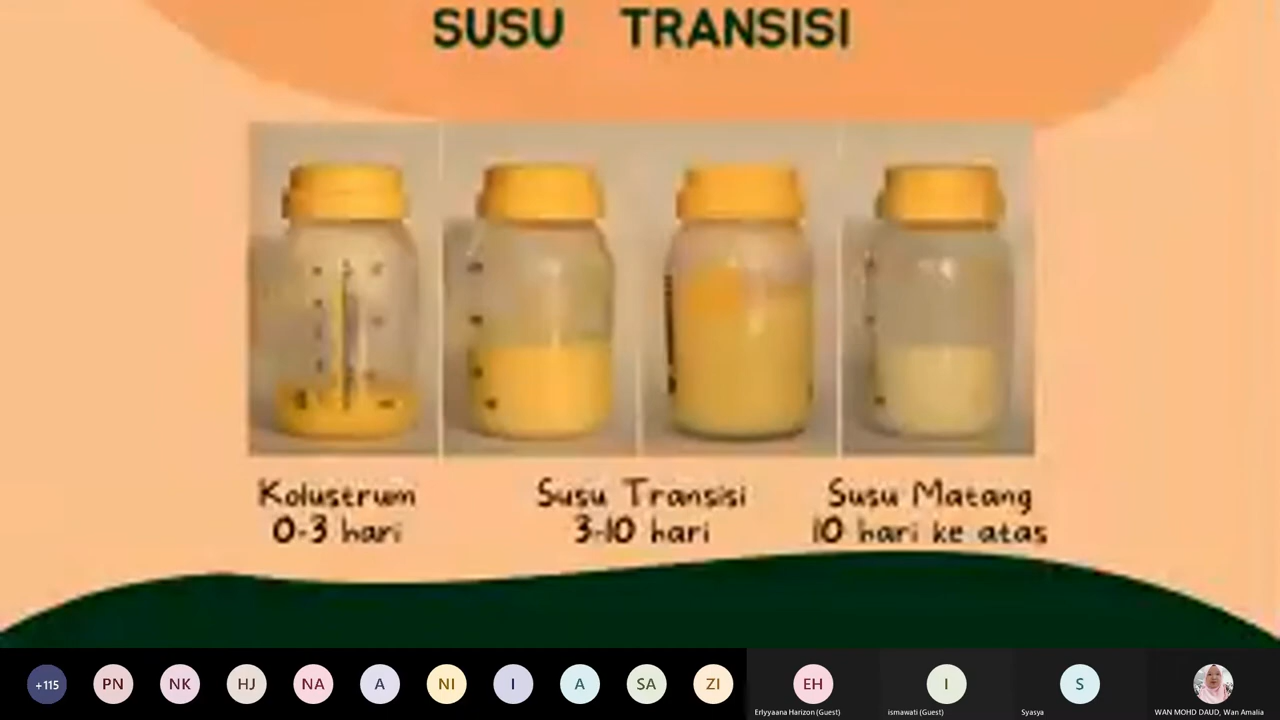 SUSU TRANSISI
Kolustrum
0-3 hari
Susu Transisi
3-10 hari
Susu Matang
10 hari ke atas
+115
PN
NK
HJ
NA
A
NI
I
A
SA
ZI
EH
I
S
Erlyyaana Harizon (Guest)
ismawati (Guest)
Syasya
WAN MOHD DAUD, Wan Amalia